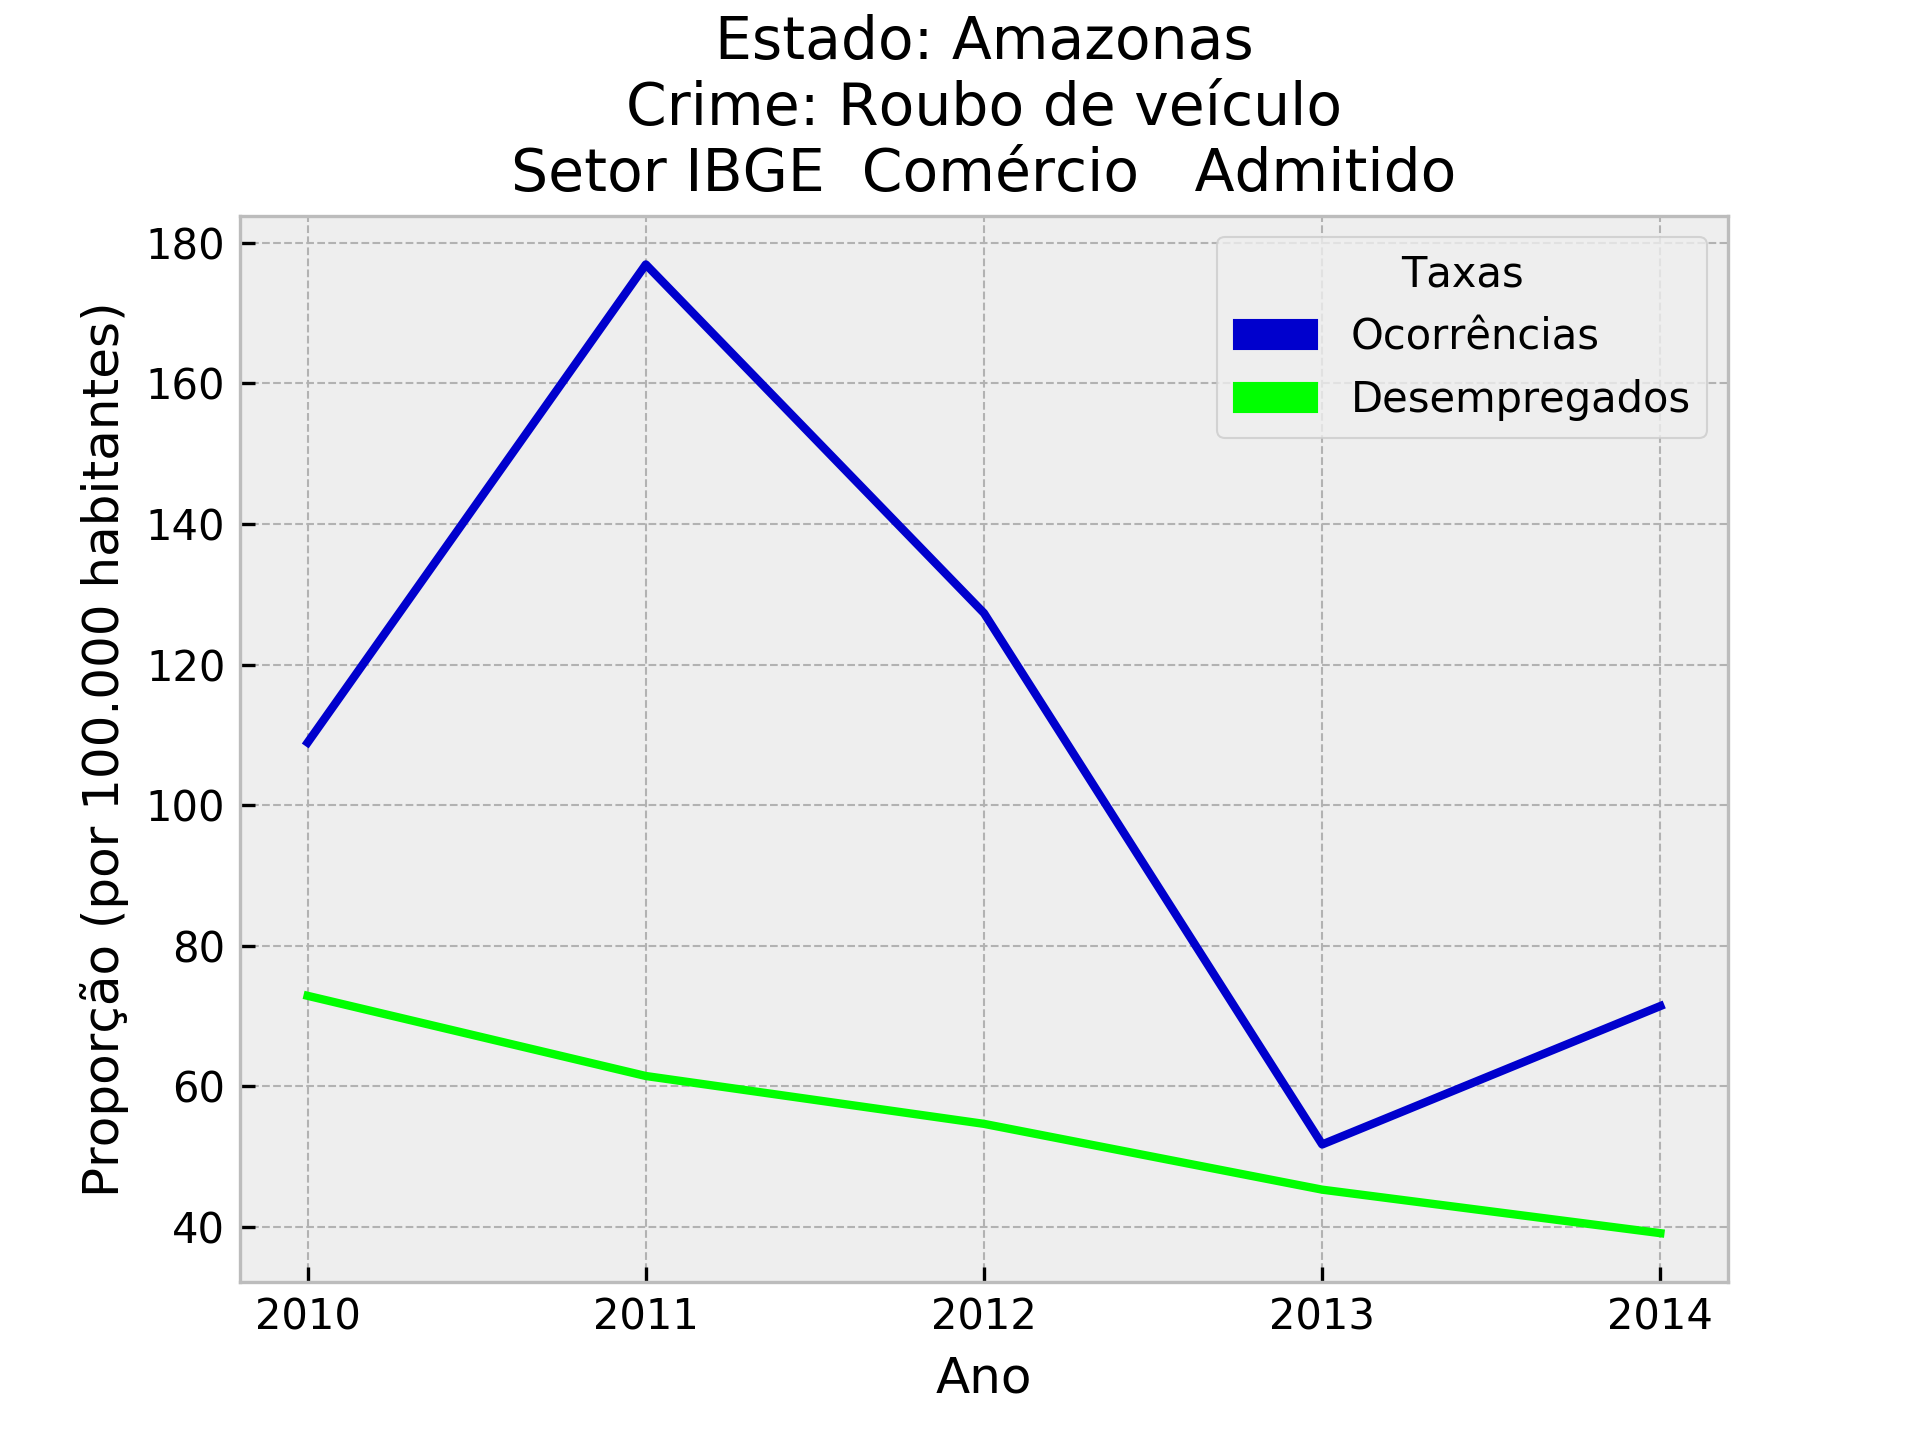 Estado: Amazonas
Crime: Roubo de veículo
Setor IBGE  Comércio   Admitido
Proporção (por 100.000 habitantes)
180
160
140
120
100
80
60
40
Taxas
Ocorrências
Desempregados
2010
2011
2012
2013
2014
Ano